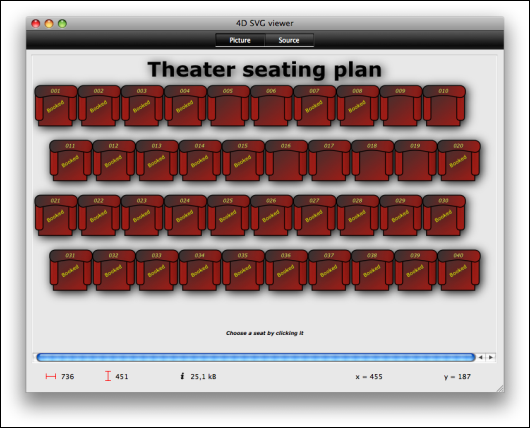 4D SVG viewer
Picture Source
Theater seating plan
001 002 003 004 005 006 007 008 009 010
Booked Booked Booked Booked Booked Booked
011 012 013 014 015 016 017 018 019 020
Booked Booked Booked Booked Booked Booked
021 022 023 024 025 026 027 028 029 030
Booked Booked Booked Booked Booked Booked Booked Booked Booked Booked
031 032 033 034 035 036 037 038 039 040
Booked Booked Booked Booked Booked Booked Booked Booked Booked Booked
Choose a seat by clicking it
736 451 i 25,1 kB x = 455 y = 187